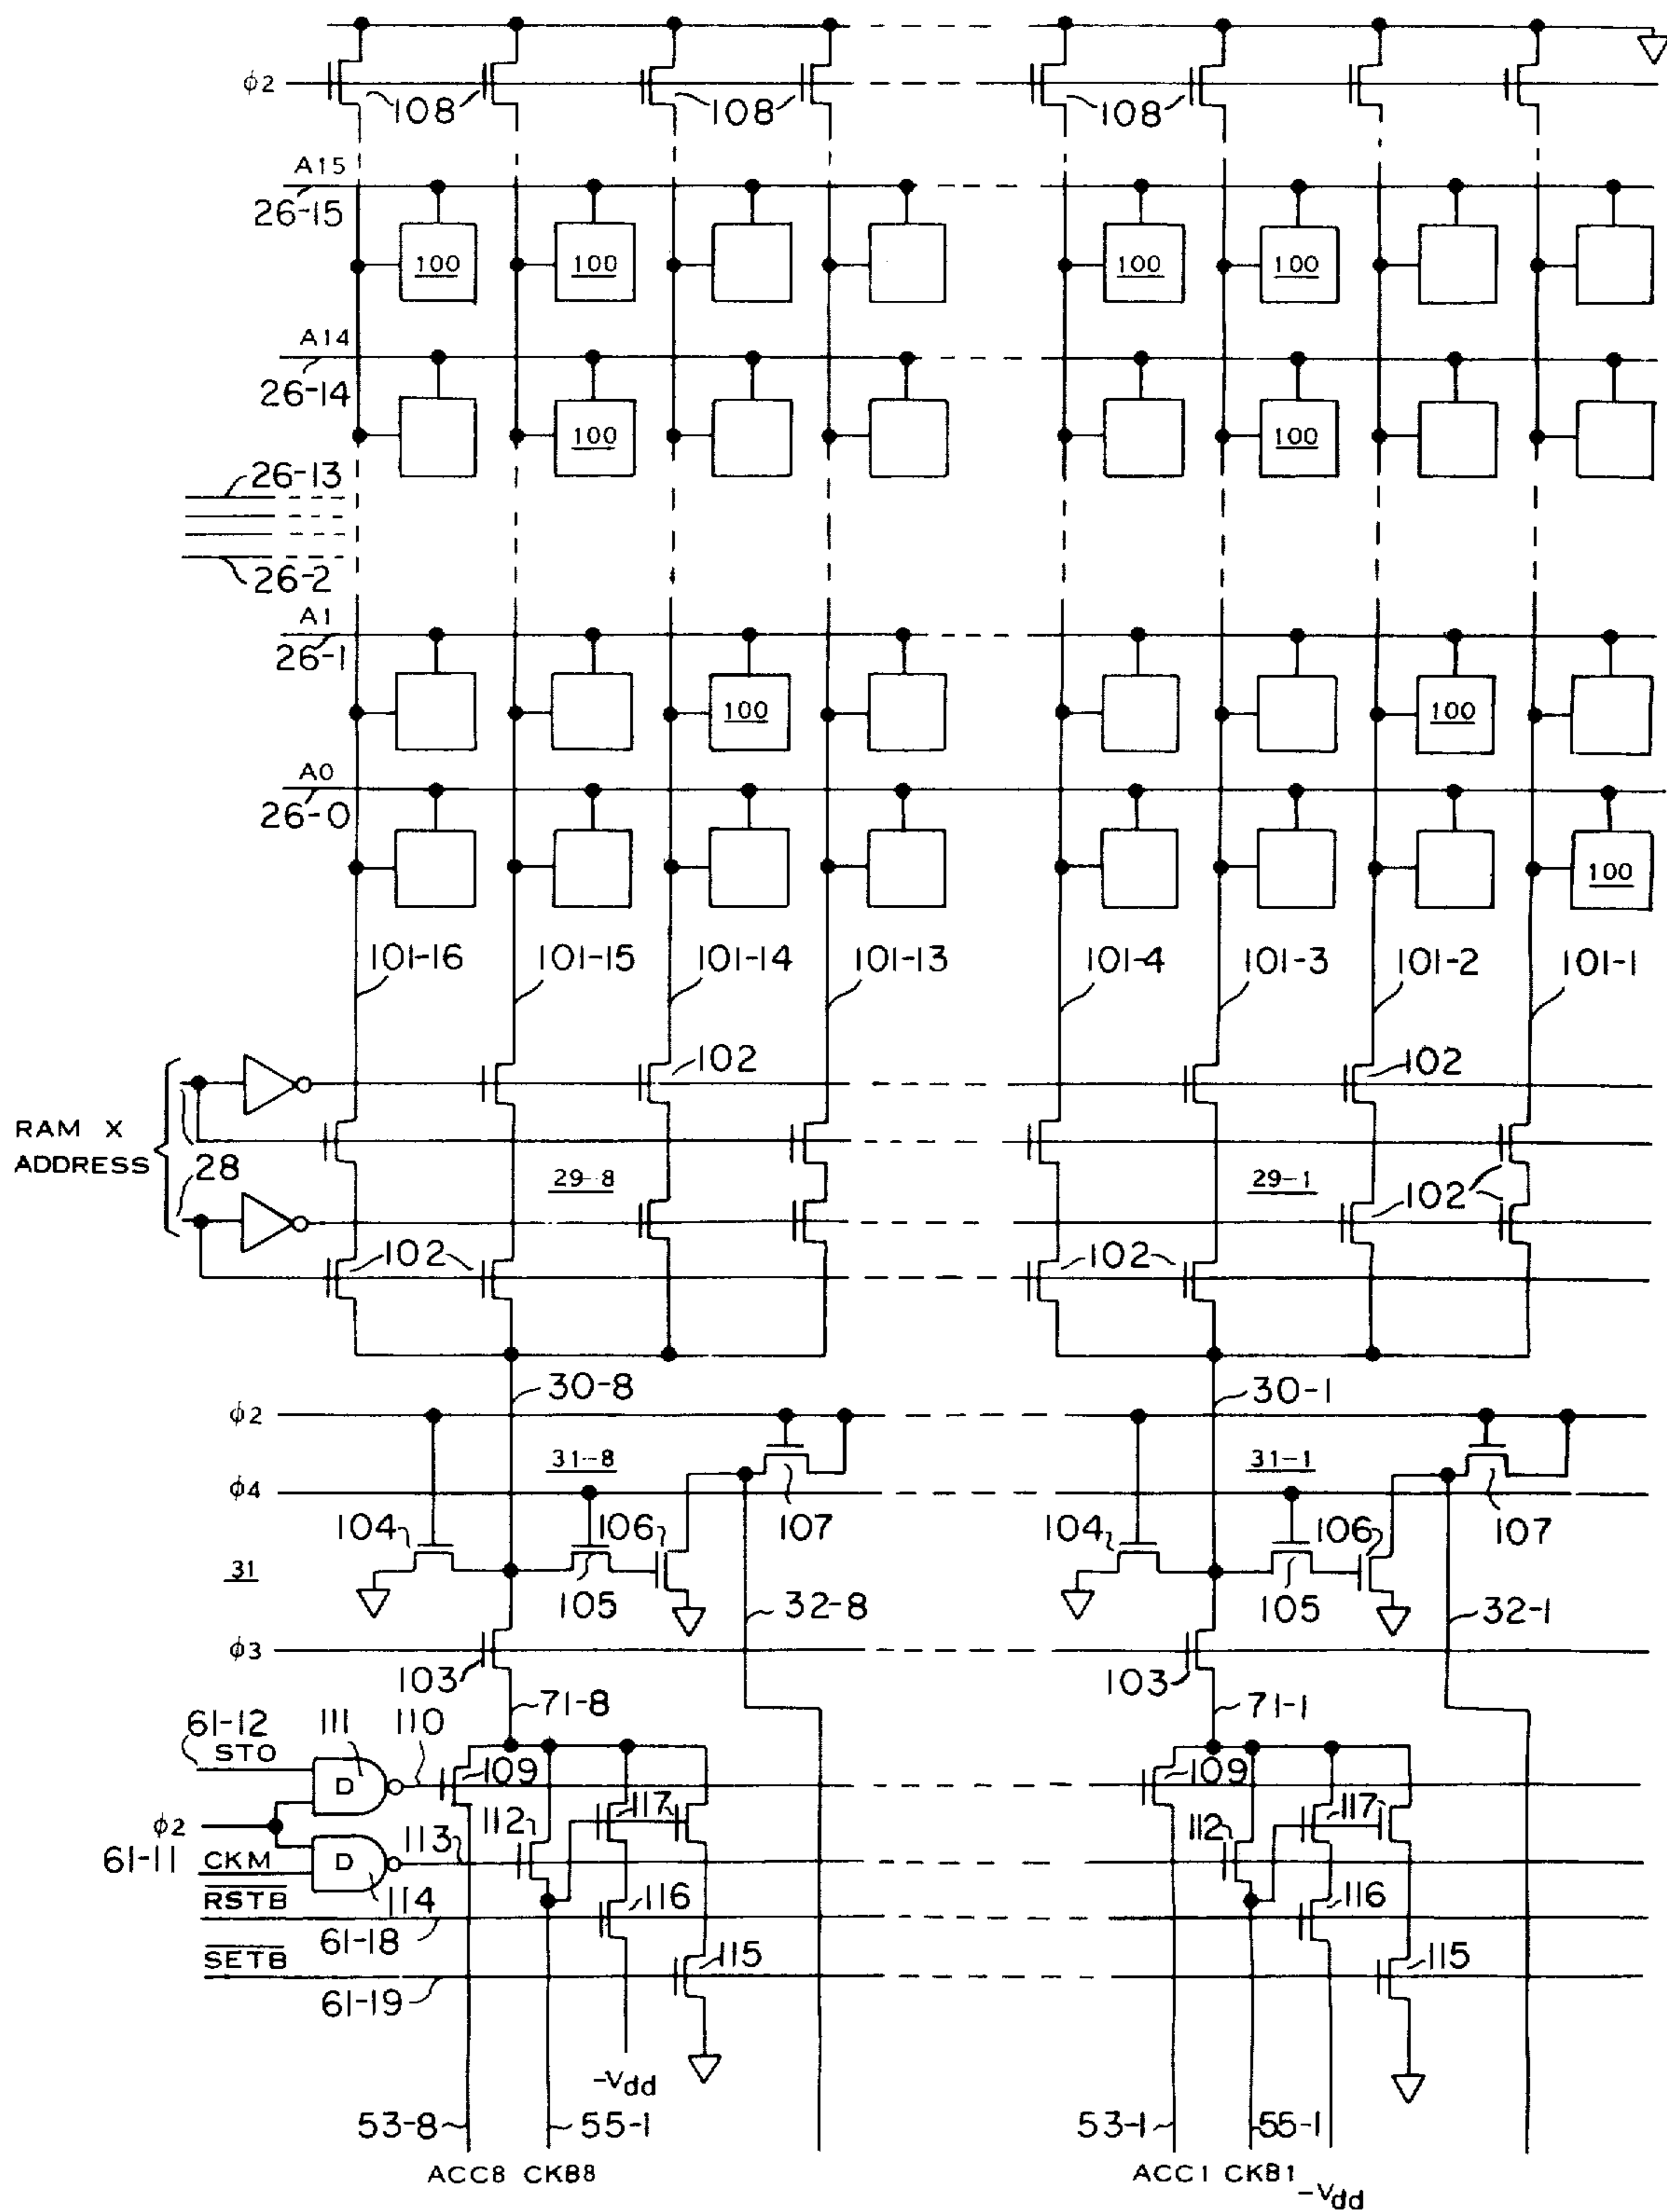 ϕ2
108 108 108
A15
26-15
100 100 100 100
A14
26-14
100 100
26-13
26-2
A1
26-1
100 100
A0
26-0
100
101-16 101-15 101-14 101-13 101-4 101-3 101-2 101-1
102 102
RAM X
ADDRESS
28 29-8 29-1 102
102 102
102 102
30-8 30-1
ϕ2
31-8 31-1
ϕ4
107 107
104 106 104 106
31
105 32-8 105 32-1
ϕ3
103 103
71-8 71-1
61-12 111 110
STO
D 109 109
ϕ2 112 117 112 117
61-11 113
CKM D
RSTB 114 116 116
61-18
SETB 115 115
61-19
-Vdd
53-8 55-1 53-1 55-1
ACC8 CKB8 ACC1 CKB1
-Vdd